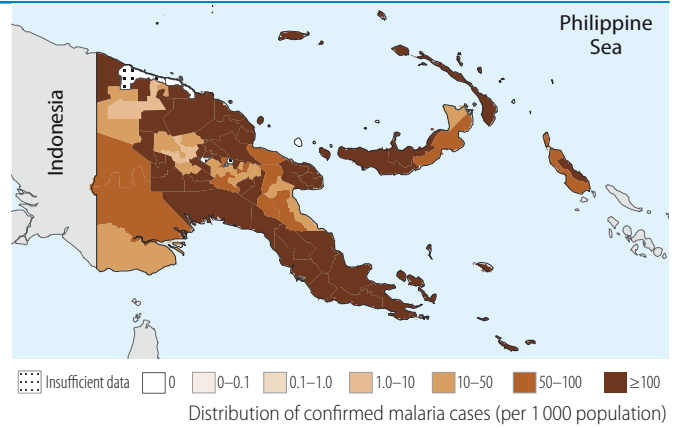 Philippine
Sea
Indonesia
Insufficient data 0 0–0.1 0.1–1.0 1.0–10 10–50 50–100 ≥100
Distribution of confirmed malaria cases (per 1 000 population)